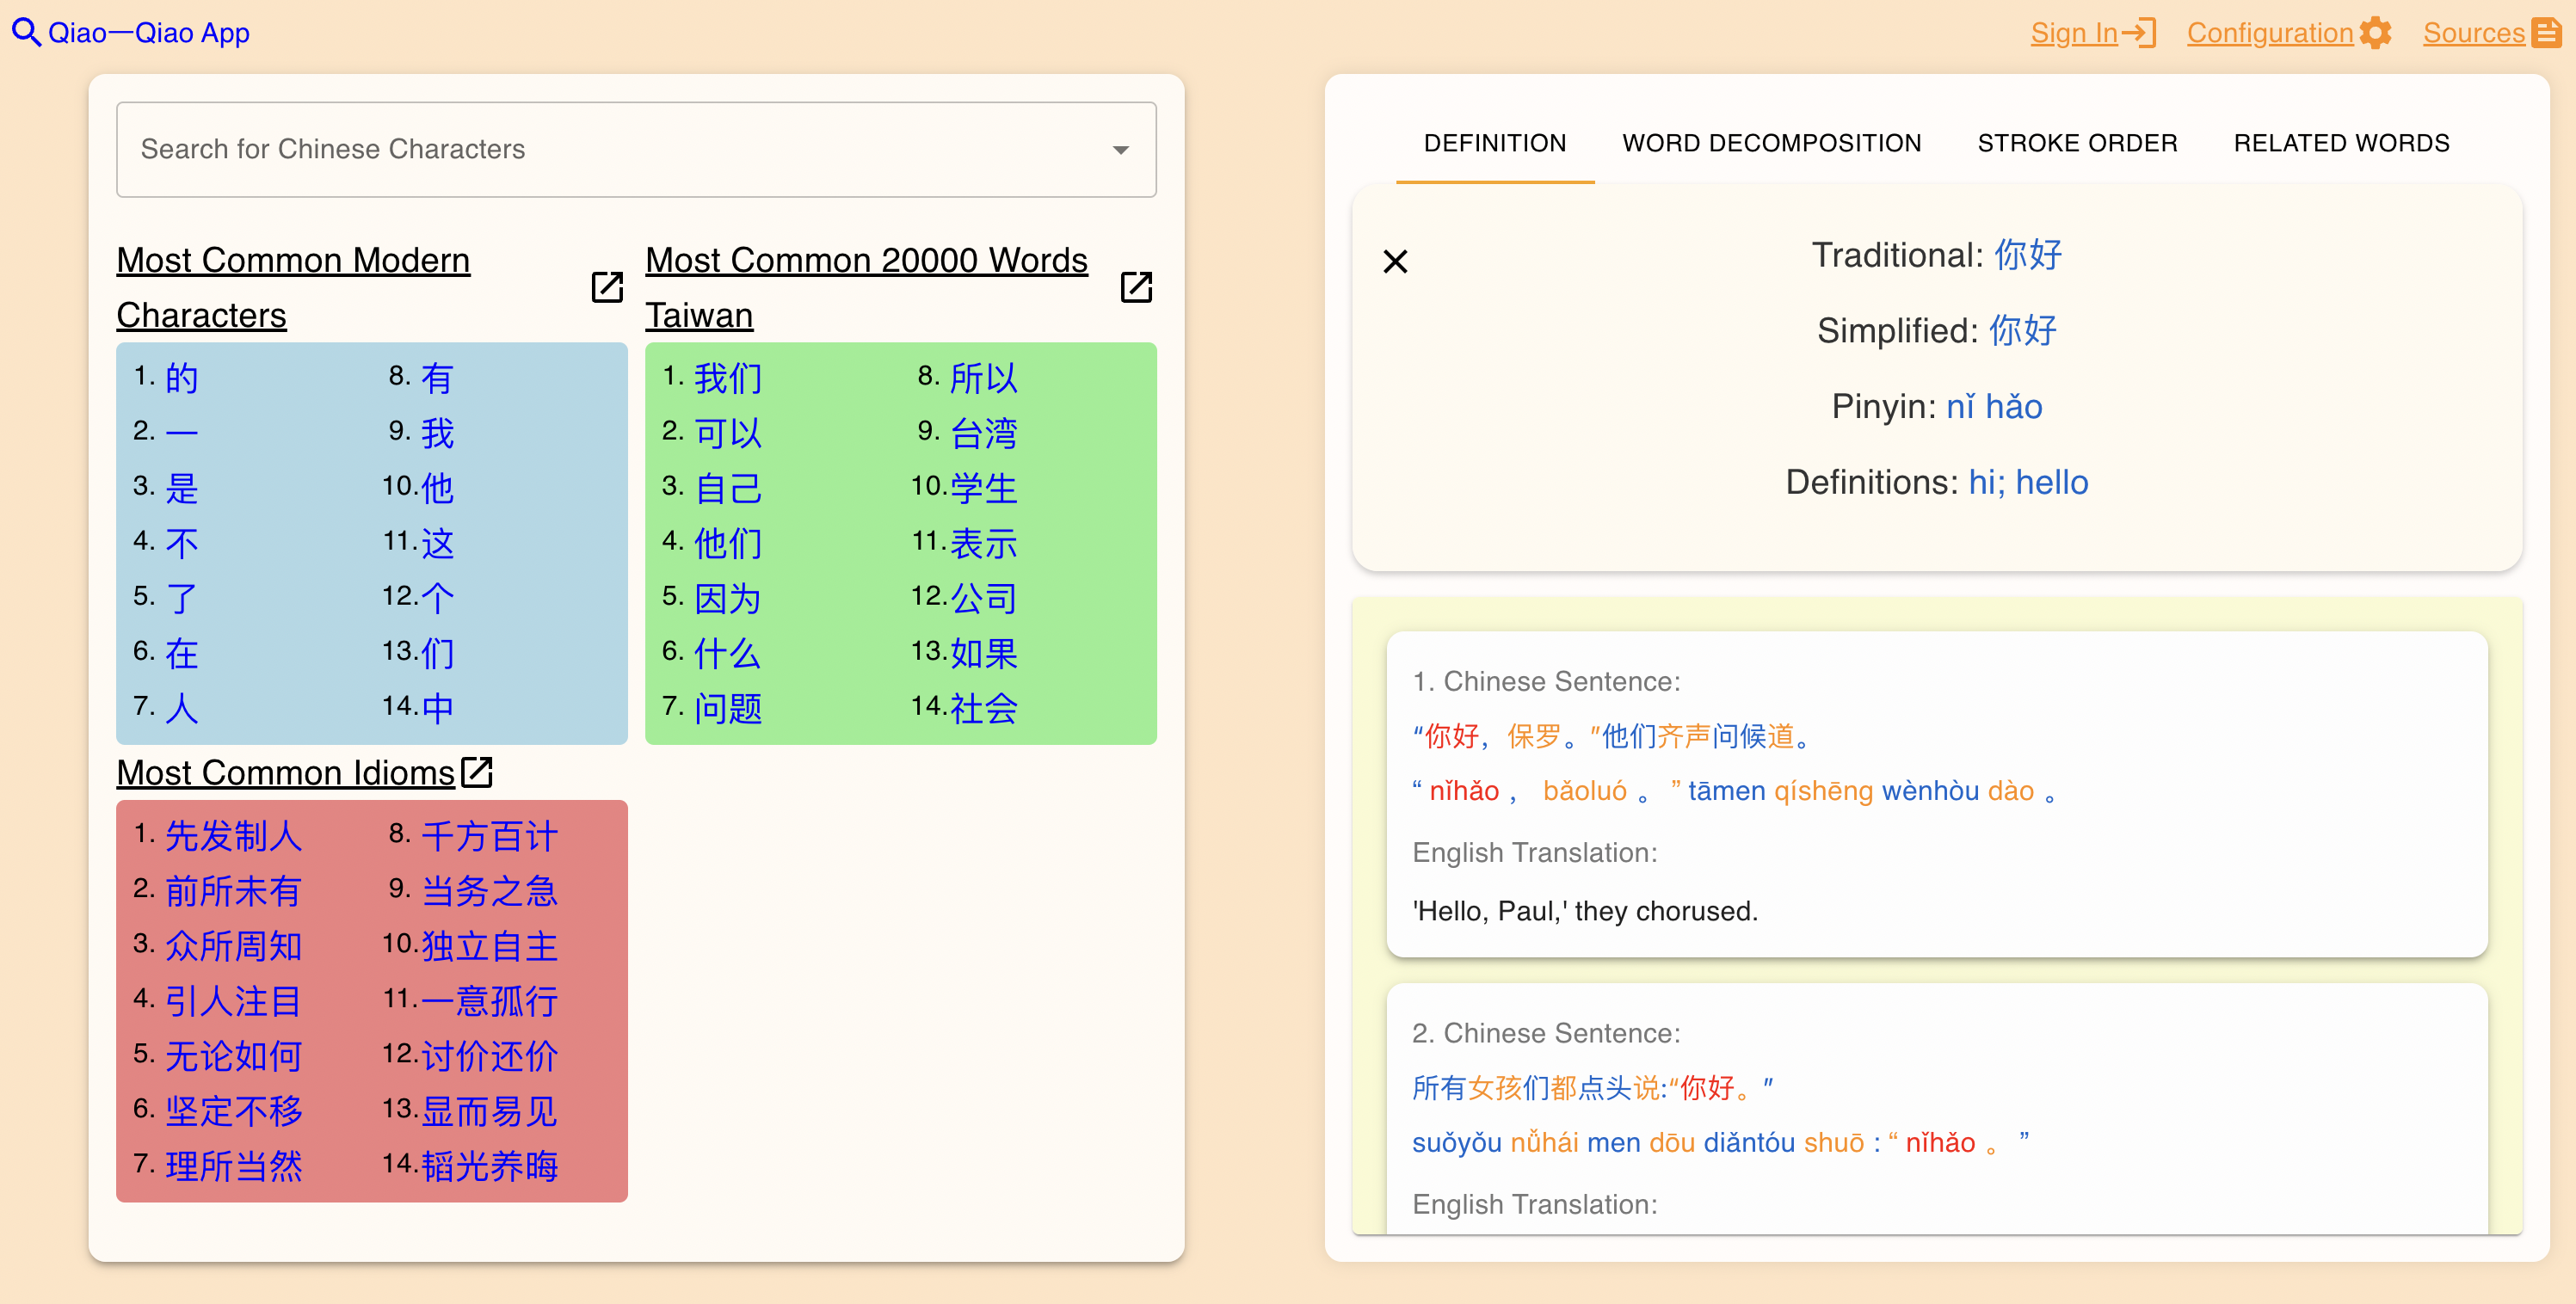 Qiao一Qiao App
Sign In
Configuration
Sources
Search for Chinese Characters
Most Common Modern
Characters
1. 的
2. 一
3. 是
4. 不
5. 了
6. 在
7. 人
8. 有
9. 我
10. 他
11. 这
12. 个
13. 们
14. 中
Most Common 20000 Words
Taiwan
1. 我们
2. 可以
3. 自己
4. 他们
5. 因为
6. 什么
7. 问题
8. 所以
9. 台湾
10. 学生
11. 表示
12. 公司
13. 如果
14. 社会
Most Common Idioms
1. 先发制人
2. 前所未有
3. 众所周知
4. 引人注目
5. 无论如何
6. 坚定不移
7. 理所当然
8. 千方百计
9. 当务之急
10. 独立自主
11. 一意孤行
12. 讨价还价
13. 显而易见
14. 韬光养晦
DEFINITION
WORD DECOMPOSITION
STROKE ORDER
RELATED WORDS
Traditional: 你好
Simplified: 你好
Pinyin: nǐ hǎo
Definitions: hi; hello
1. Chinese Sentence:
“你好，保罗。”他们齐声问候道。
“ nǐhǎo ， bǎoluó 。 ” tāmen qíshēng wènhòu dào 。
English Translation:
'Hello, Paul,' they chorused.
2. Chinese Sentence:
所有女孩们都点头说:“你好。”
suǒyǒu nǚhái men dōu diǎntóu shuō : “ nǐhǎo 。 ”
English Translation: